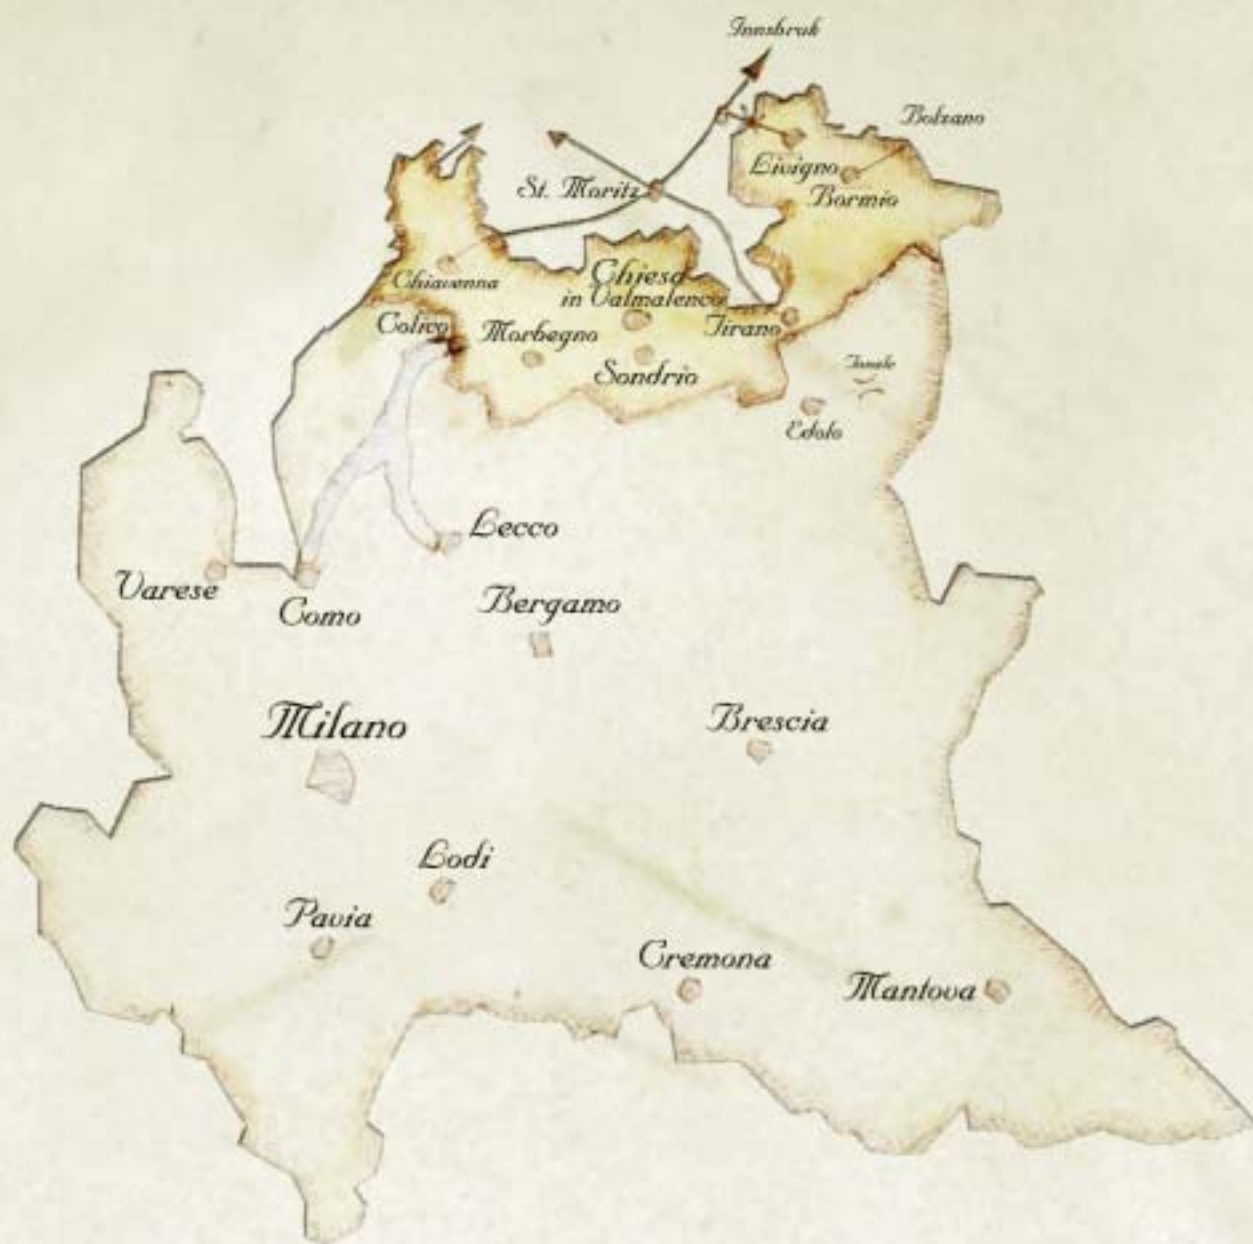 Innsbruk
Bolzano
Livigno
St. Moritz
Bormio
Chiavenna
Chiesa
in Valmalenco
Colico
Morbegno
Tirano
Sondrio
Tonale
Edolo
Lecco
Varese
Como
Bergamo
Milano
Brescia
Lodi
Pavia
Cremona
Mantova